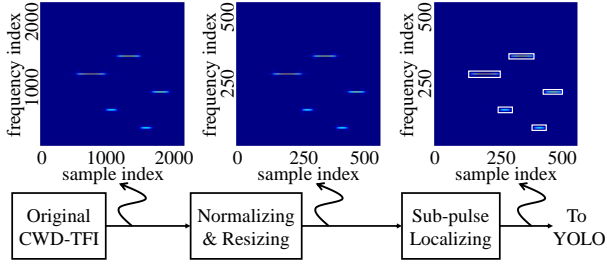 frequency index
2000
1000
0
1000
2000
sample index
frequency index
500
250
0
250
500
sample index
frequency index
500
250
0
250
500
sample index
Original
CWD-TFI
Normalizing
& Resizing
Sub-pulse
Localizing
To
YOLO